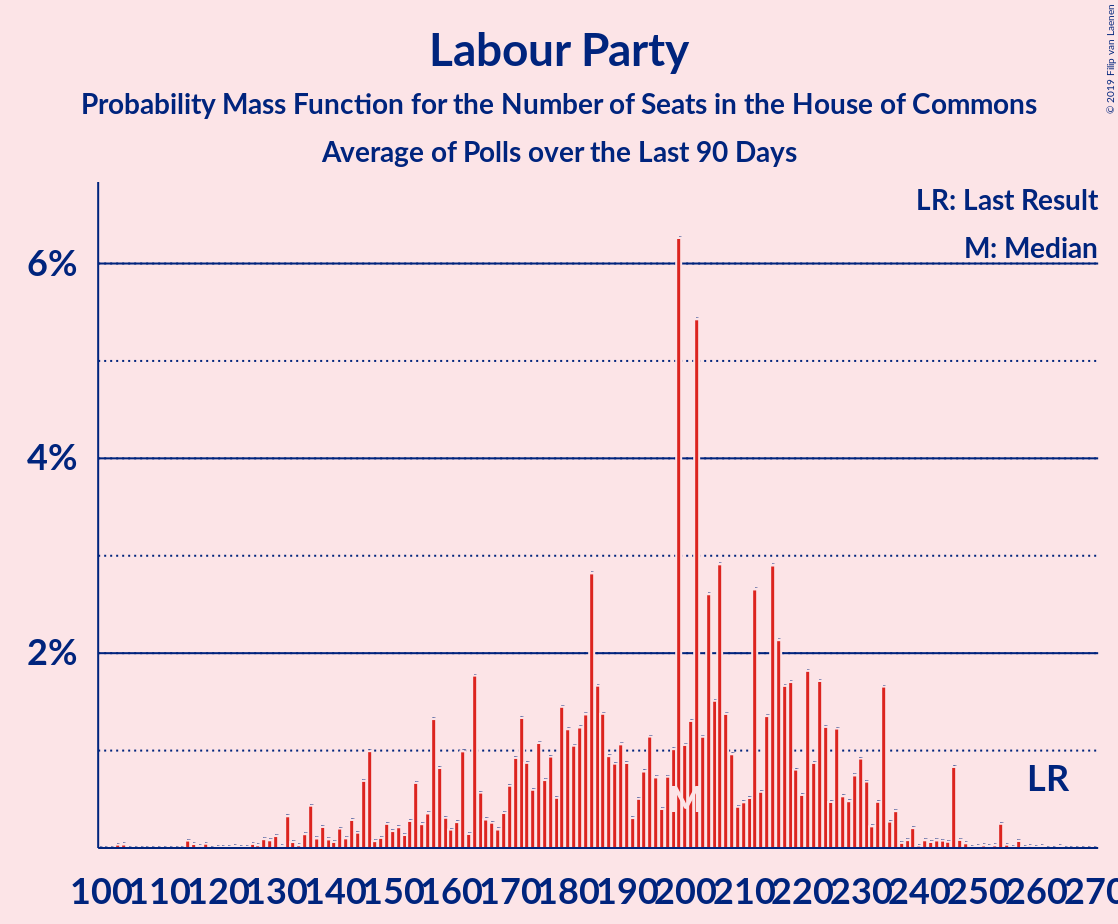 Labour Party
Probability Mass Function for the Number of Seats in the House of Commons
Average of Polls over the Last 90 Days
© 2019 Filip van Laenen
LR: Last Result
M: Median
6%
4%
2%
M
LR
100 110 120 130 140 150 160 170 180 190 200 210 220 230 240 250 260 270